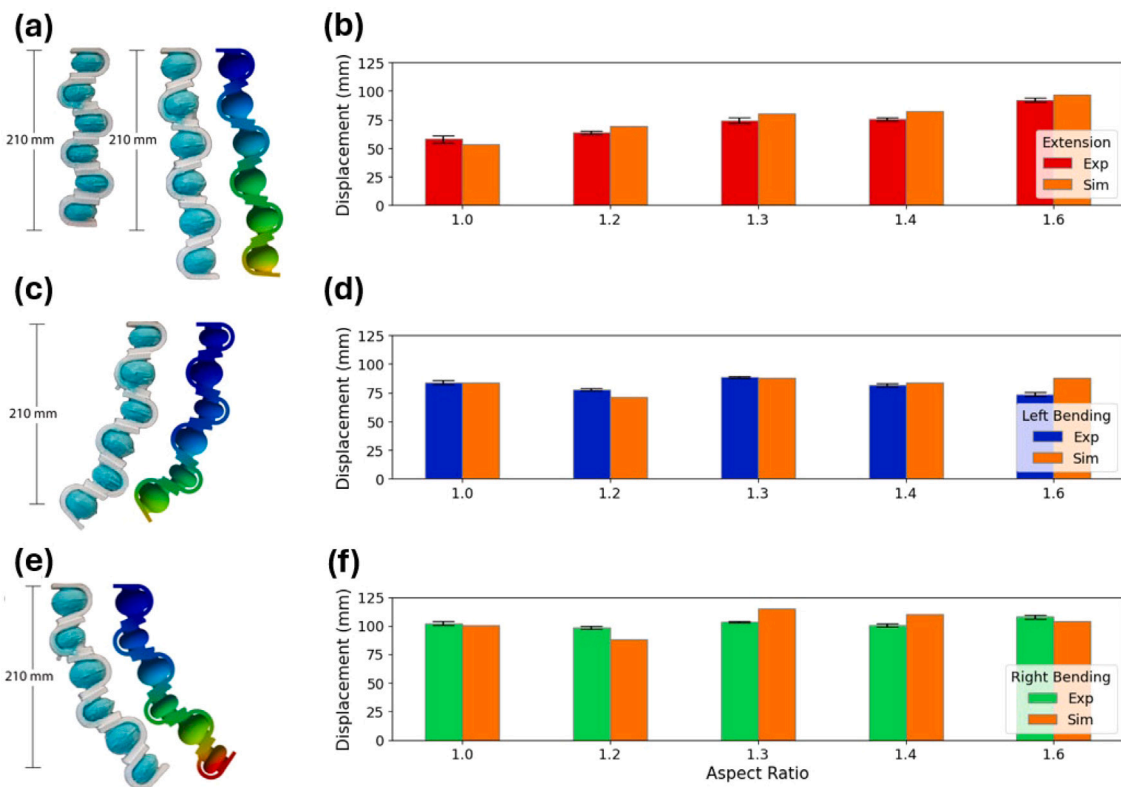 (a)
210 mm
210 mm
(b)
Displacement (mm)
125
100
75
50
25
0
1.0
1.2
1.3
1.4
1.6
Extension
Exp
Sim
(c)
210 mm
(d)
Displacement (mm)
125
100
75
50
25
0
1.0
1.2
1.3
1.4
1.6
Left Bending
Exp
Sim
(e)
210 mm
(f)
Displacement (mm)
125
100
75
50
25
0
1.0
1.2
1.3
1.4
1.6
Right Bending
Exp
Sim
Aspect Ratio